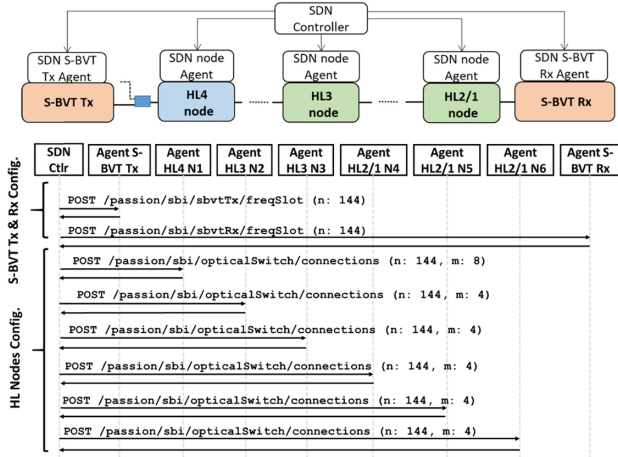 SDN
Controller
SDN S-BVT
Tx Agent
SDN node
Agent
SDN node
Agent
SDN node
Agent
SDN S-BVT
Rx Agent
S-BVT Tx
HL4
node
HL3
node
HL2/1
node
S-BVT Rx
SDN
Ctlr
Agent S-
BVT Tx
Agent
HL4 N1
Agent
HL3 N2
Agent
HL3 N3
Agent
HL2/1 N4
Agent
HL2/1 N5
Agent
HL2/1 N6
Agent S-
BVT Rx
S-BVT Tx & Rx Config.
POST /passion/sbi/sbvtTx/freqSlot (n: 144)
POST /passion/sbi/sbvtRx/freqSlot (n: 144)
HL Nodes Config.
POST /passion/sbi/opticalSwitch/connections (n: 144, m: 8)
POST /passion/sbi/opticalSwitch/connections (n: 144, m: 4)
POST /passion/sbi/opticalSwitch/connections (n: 144, m: 4)
POST /passion/sbi/opticalSwitch/connections (n: 144, m: 4)
POST /passion/sbi/opticalSwitch/connections (n: 144, m: 4)
POST /passion/sbi/opticalSwitch/connections (n: 144, m: 4)